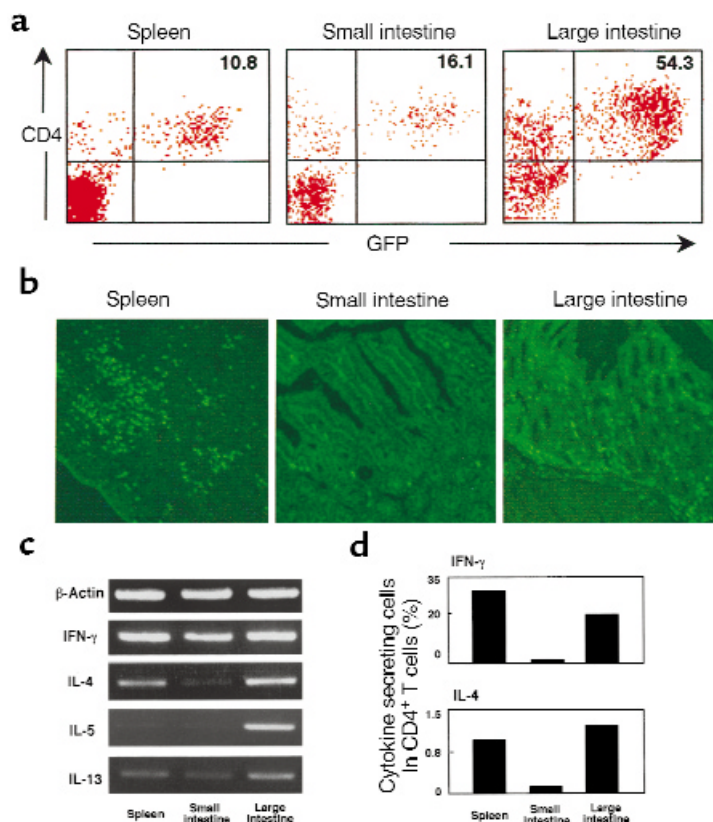 a
Spleen
Small intestine
Large intestine
10.8
16.1
54.3
CD4
GFP
b
Spleen
Small intestine
Large intestine
c
β-Actin
IFN-γ
IL-4
IL-5
IL-13
Spleen
Small
intestine
Large
intestine
d
Cytokine secreting cells
In CD4⁺ T cells (%)
IFN-γ
35
20
0
IL-4
1.5
0.8
0
Spleen
Small
intestine
Large
intestine